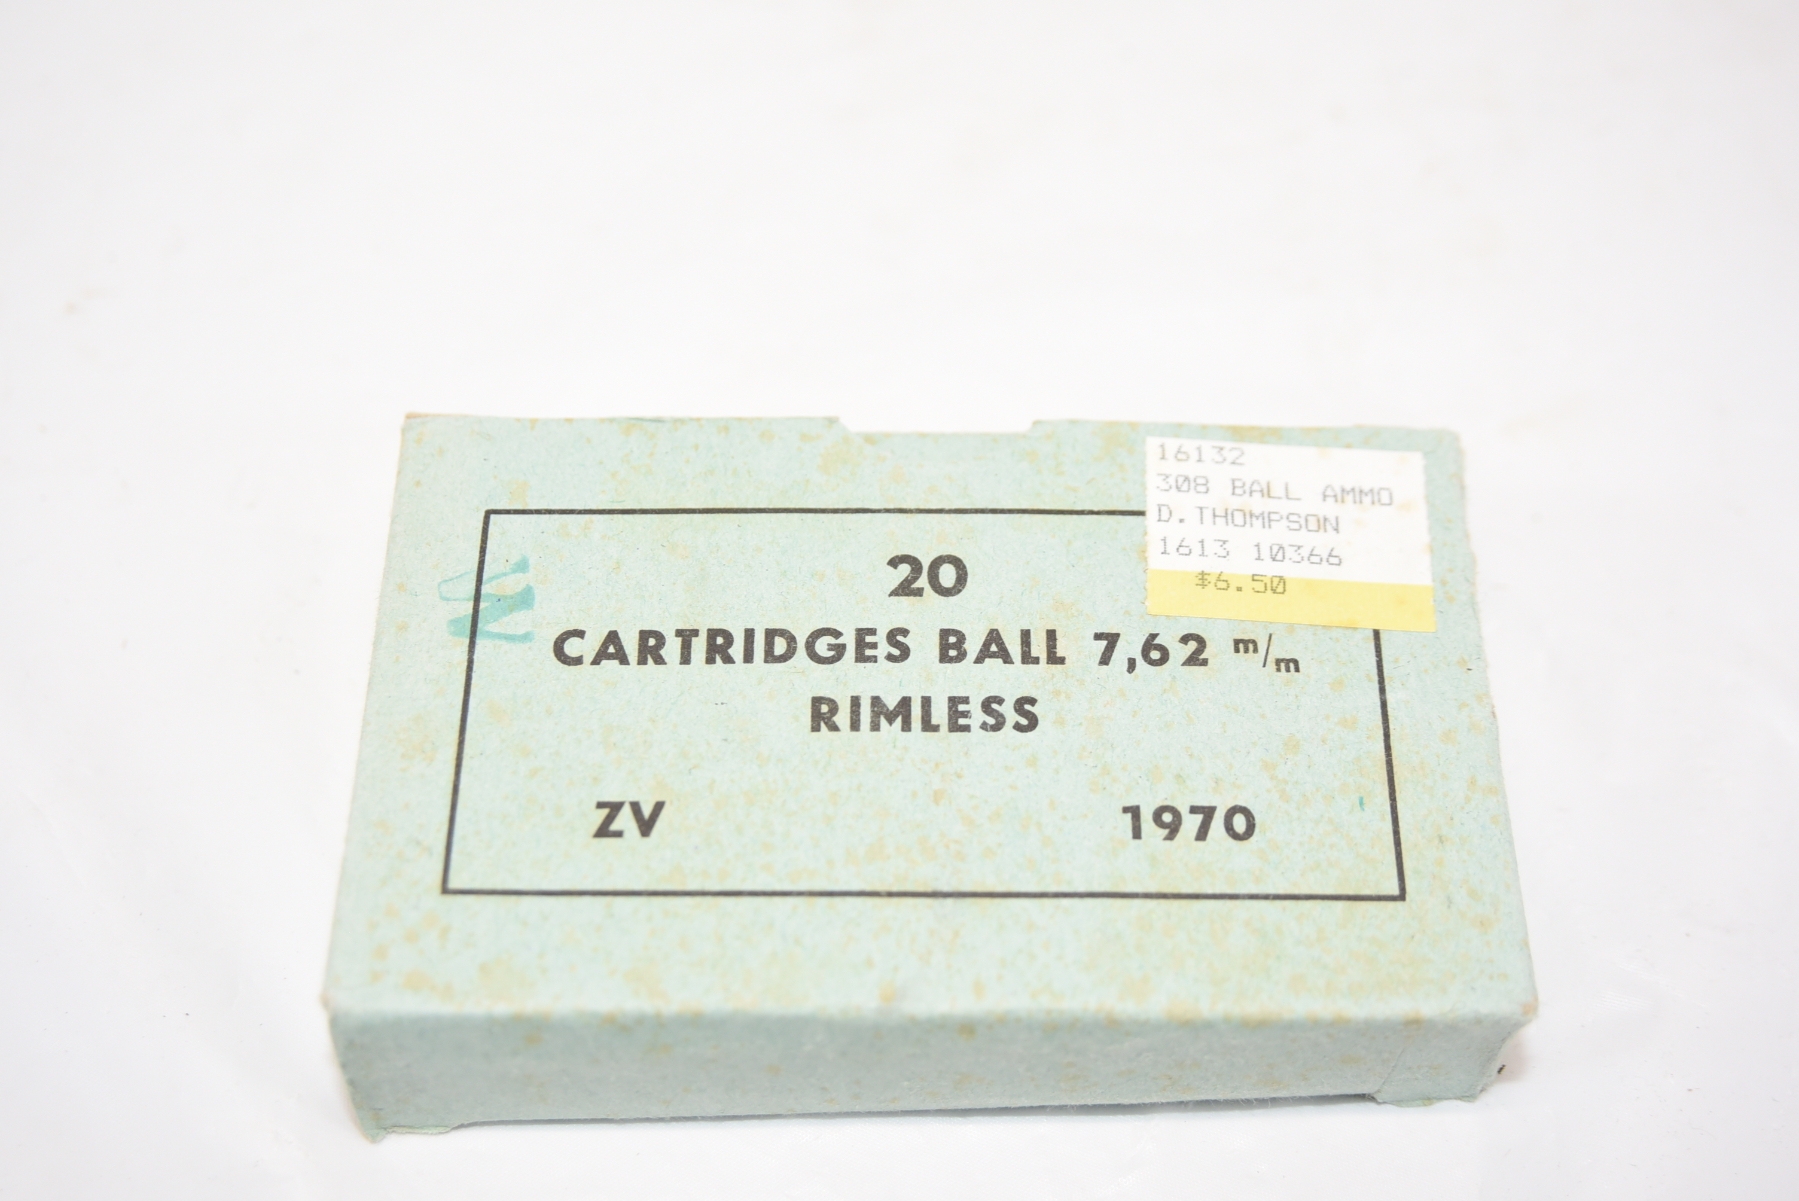 16132
308 BALL AMMO
D.THOMPSON
1613 10366
$6.50
20
CARTRIDGES BALL 7,62 m/m
RIMLESS
ZV 1970